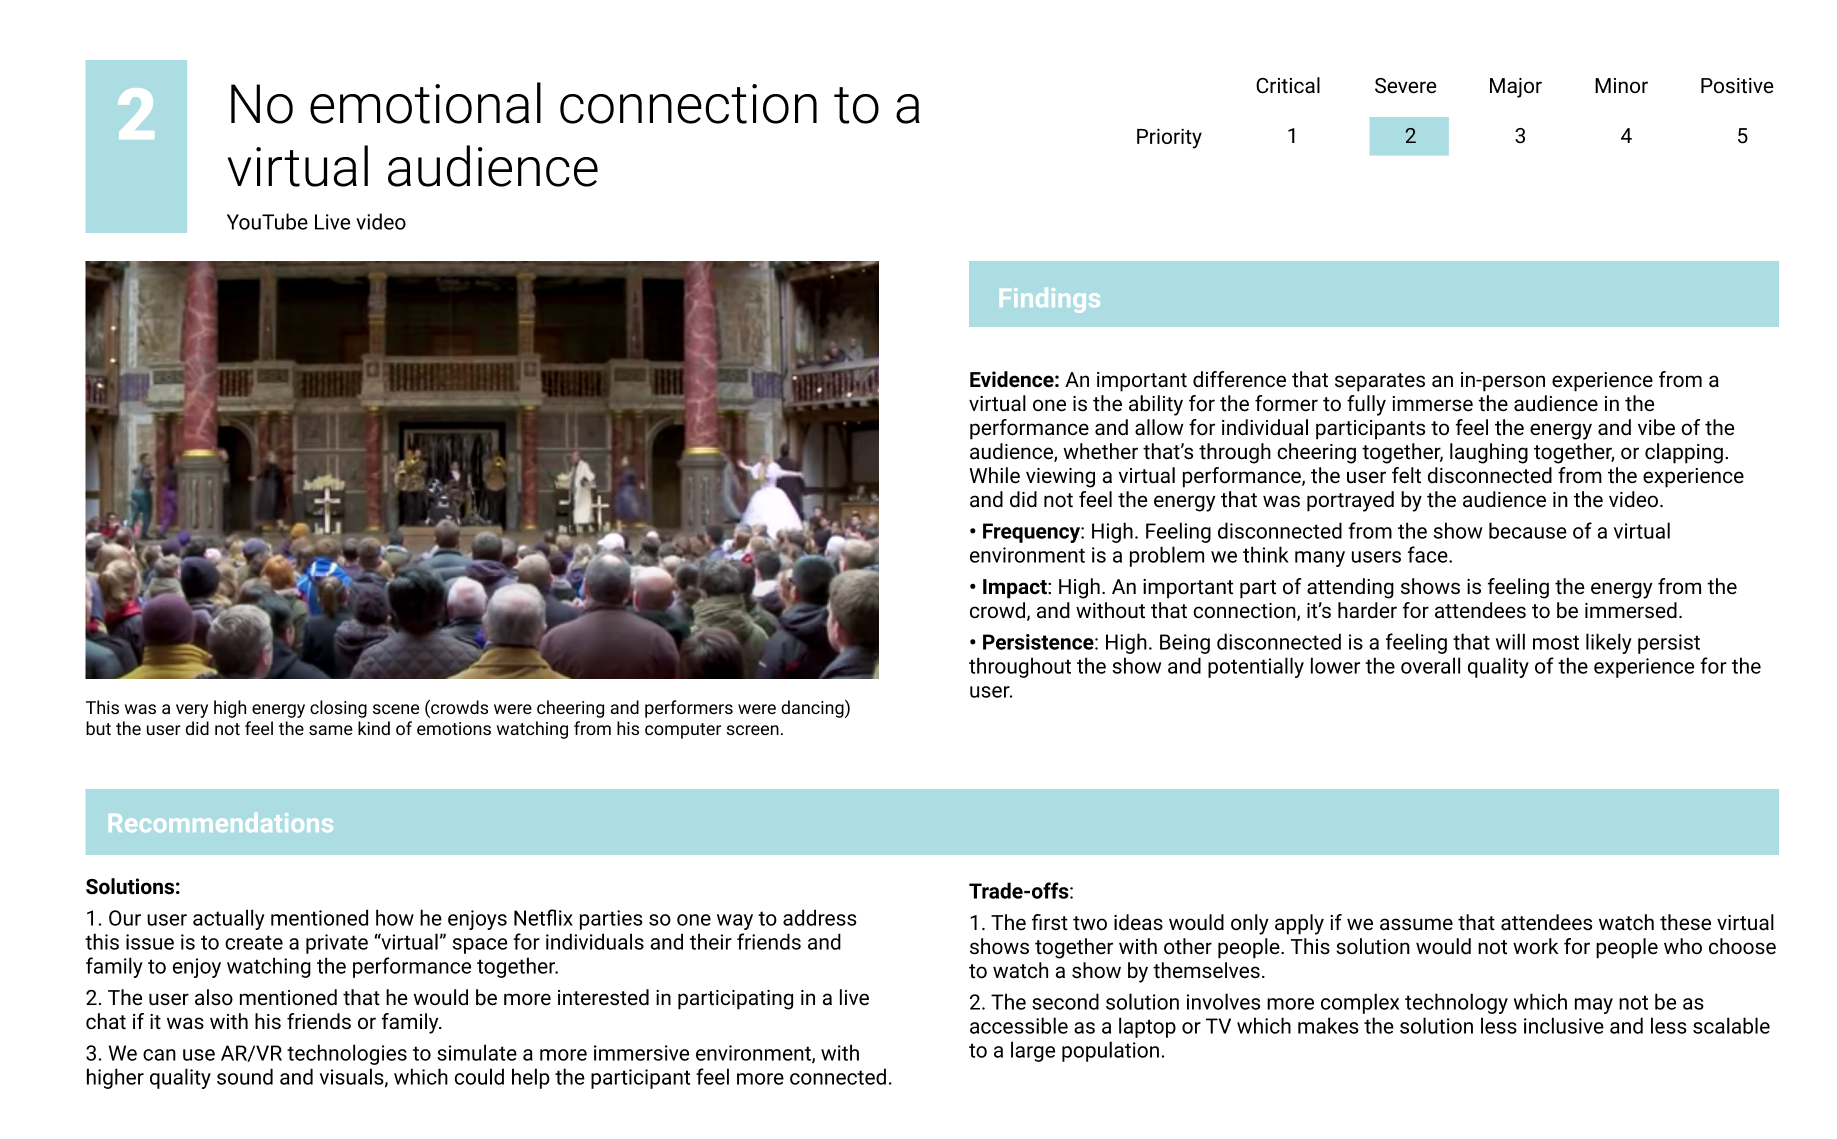 2
No emotional connection to a
virtual audience
YouTube Live video
Critical Severe Major Minor Positive
Priority 1 2 3 4 5
This was a very high energy closing scene (crowds were cheering and performers were dancing)
but the user did not feel the same kind of emotions watching from his computer screen.
Findings
Evidence: An important difference that separates an in-person experience from a
virtual one is the ability for the former to fully immerse the audience in the
performance and allow for individual participants to feel the energy and vibe of the
audience, whether that’s through cheering together, laughing together, or clapping.
While viewing a virtual performance, the user felt disconnected from the experience
and did not feel the energy that was portrayed by the audience in the video.
• Frequency: High. Feeling disconnected from the show because of a virtual
environment is a problem we think many users face.
• Impact: High. An important part of attending shows is feeling the energy from the
crowd, and without that connection, it’s harder for attendees to be immersed.
• Persistence: High. Being disconnected is a feeling that will most likely persist
throughout the show and potentially lower the overall quality of the experience for the
user.
Recommendations
Solutions:
1. Our user actually mentioned how he enjoys Netflix parties so one way to address
this issue is to create a private “virtual” space for individuals and their friends and
family to enjoy watching the performance together.
2. The user also mentioned that he would be more interested in participating in a live
chat if it was with his friends or family.
3. We can use AR/VR technologies to simulate a more immersive environment, with
higher quality sound and visuals, which could help the participant feel more connected.
Trade-offs:
1. The first two ideas would only apply if we assume that attendees watch these virtual
shows together with other people. This solution would not work for people who choose
to watch a show by themselves.
2. The second solution involves more complex technology which may not be as
accessible as a laptop or TV which makes the solution less inclusive and less scalable
to a large population.